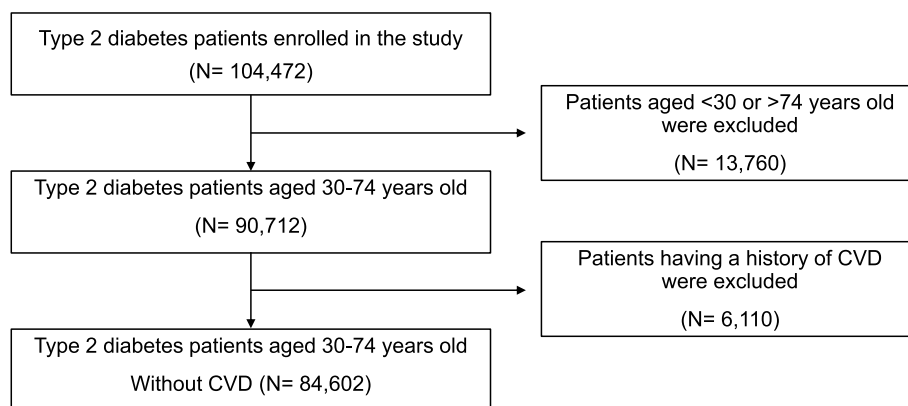 Type 2 diabetes patients enrolled in the study
(N= 104,472)
Patients aged <30 or >74 years old
were excluded
(N= 13,760)
Type 2 diabetes patients aged 30-74 years old
(N= 90,712)
Patients having a history of CVD
were excluded
(N= 6,110)
Type 2 diabetes patients aged 30-74 years old
Without CVD (N= 84,602)